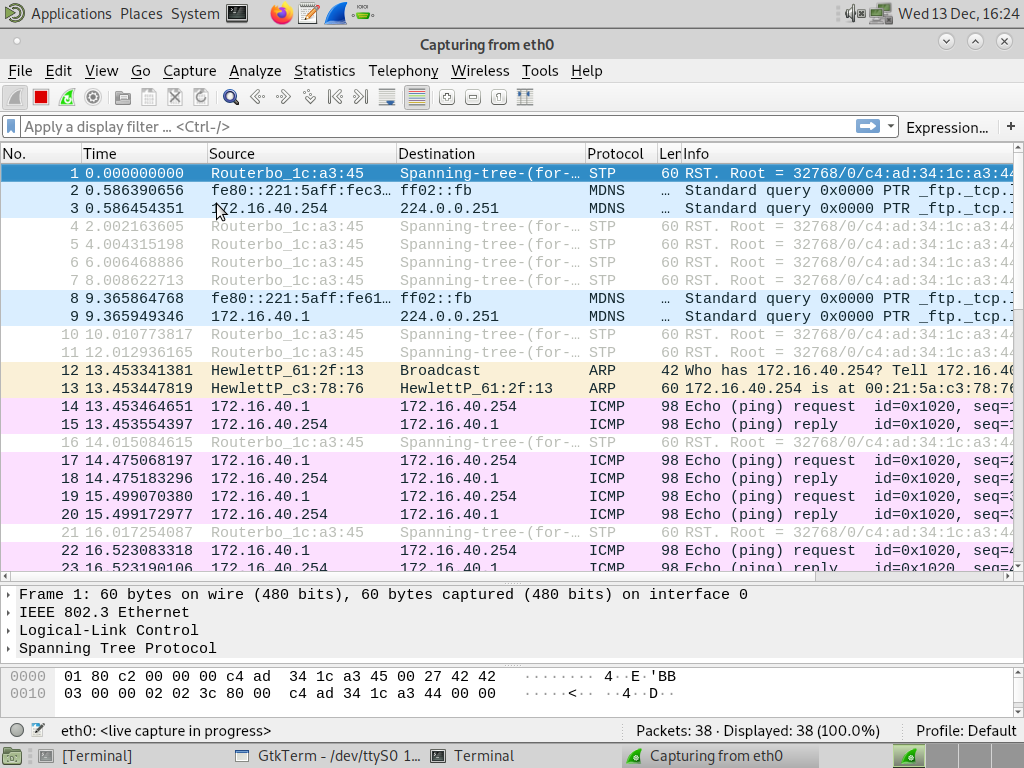 Applications Places System Wed 13 Dec, 16:24
Capturing from eth0
File Edit View Go Capture Analyze Statistics Telephony Wireless Tools Help
Apply a display filter ... <Ctrl-/> Expression... +
No. Time Source Destination Protocol Len Info
1 0.000000000 Routerbo_1c:a3:45 Spanning-tree-(for-… STP 60 RST. Root = 32768/0/c4:ad:34:1c:a3:44
2 0.586390656 fe80::221:5aff:fec3… ff02::fb MDNS … Standard query 0x0000 PTR _ftp._tcp.l
3 0.586454351 172.16.40.254 224.0.0.251 MDNS … Standard query 0x0000 PTR _ftp._tcp.l
4 2.002163605 Routerbo_1c:a3:45 Spanning-tree-(for-… STP 60 RST. Root = 32768/0/c4:ad:34:1c:a3:44
5 4.004315198 Routerbo_1c:a3:45 Spanning-tree-(for-… STP 60 RST. Root = 32768/0/c4:ad:34:1c:a3:44
6 6.006468886 Routerbo_1c:a3:45 Spanning-tree-(for-… STP 60 RST. Root = 32768/0/c4:ad:34:1c:a3:44
7 8.008622713 Routerbo_1c:a3:45 Spanning-tree-(for-… STP 60 RST. Root = 32768/0/c4:ad:34:1c:a3:44
8 9.365864768 fe80::221:5aff:fe61… ff02::fb MDNS … Standard query 0x0000 PTR _ftp._tcp.l
9 9.365949346 172.16.40.1 224.0.0.251 MDNS … Standard query 0x0000 PTR _ftp._tcp.l
10 10.010773817 Routerbo_1c:a3:45 Spanning-tree-(for-… STP 60 RST. Root = 32768/0/c4:ad:34:1c:a3:44
11 12.012936165 Routerbo_1c:a3:45 Spanning-tree-(for-… STP 60 RST. Root = 32768/0/c4:ad:34:1c:a3:44
12 13.453341381 HewlettP_61:2f:13 Broadcast ARP 42 Who has 172.16.40.254? Tell 172.16.40
13 13.453447819 HewlettP_c3:78:76 HewlettP_61:2f:13 ARP 60 172.16.40.254 is at 00:21:5a:c3:78:76
14 13.453464651 172.16.40.1 172.16.40.254 ICMP 98 Echo (ping) request id=0x1020, seq=1
15 13.453554397 172.16.40.254 172.16.40.1 ICMP 98 Echo (ping) reply id=0x1020, seq=1
16 14.015084615 Routerbo_1c:a3:45 Spanning-tree-(for-… STP 60 RST. Root = 32768/0/c4:ad:34:1c:a3:44
17 14.475068197 172.16.40.1 172.16.40.254 ICMP 98 Echo (ping) request id=0x1020, seq=2
18 14.475183296 172.16.40.254 172.16.40.1 ICMP 98 Echo (ping) reply id=0x1020, seq=2
19 15.499070380 172.16.40.1 172.16.40.254 ICMP 98 Echo (ping) request id=0x1020, seq=3
20 15.499172977 172.16.40.254 172.16.40.1 ICMP 98 Echo (ping) reply id=0x1020, seq=3
21 16.017254087 Routerbo_1c:a3:45 Spanning-tree-(for-… STP 60 RST. Root = 32768/0/c4:ad:34:1c:a3:44
22 16.523083318 172.16.40.1 172.16.40.254 ICMP 98 Echo (ping) request id=0x1020, seq=4
23 16.523190106 172.16.40.254 172.16.40.1 ICMP 98 Echo (ping) reply id=0x1020, seq=4
Frame 1: 60 bytes on wire (480 bits), 60 bytes captured (480 bits) on interface 0
IEEE 802.3 Ethernet
Logical-Link Control
Spanning Tree Protocol
0000 01 80 c2 00 00 00 c4 ad 34 1c a3 45 00 27 42 42 ········ 4··E·'BB
0010 03 00 00 02 02 3c 80 00 c4 ad 34 1c a3 44 00 00 ·····<·· ··4··D··
eth0: <live capture in progress> Packets: 38 · Displayed: 38 (100.0%) Profile: Default
[Terminal] GtkTerm - /dev/ttyS0 1... Terminal Capturing from eth0